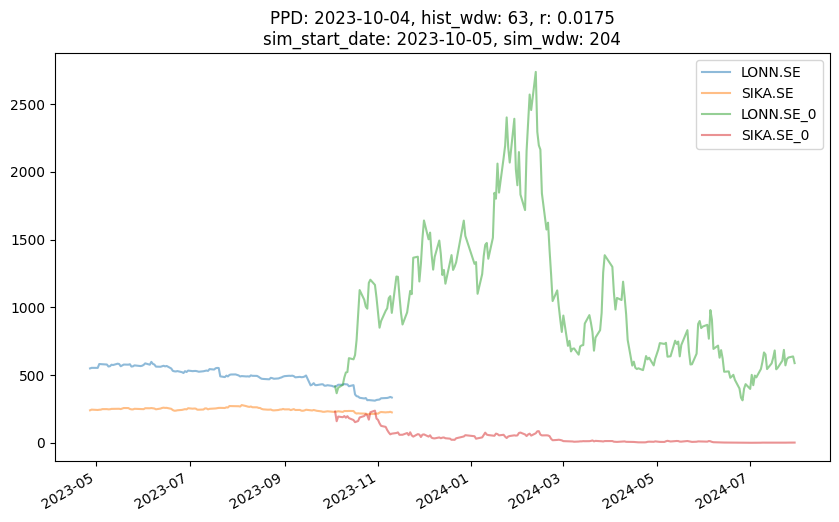 PPD: 2023-10-04, hist_wdw: 63, r: 0.0175
sim_start_date: 2023-10-05, sim_wdw: 204
LONN.SE
SIKA.SE
LONN.SE_0
SIKA.SE_0
2500
2000
1500
1000
500
0
2023-05
2023-07
2023-09
2023-11
2024-01
2024-03
2024-05
2024-07